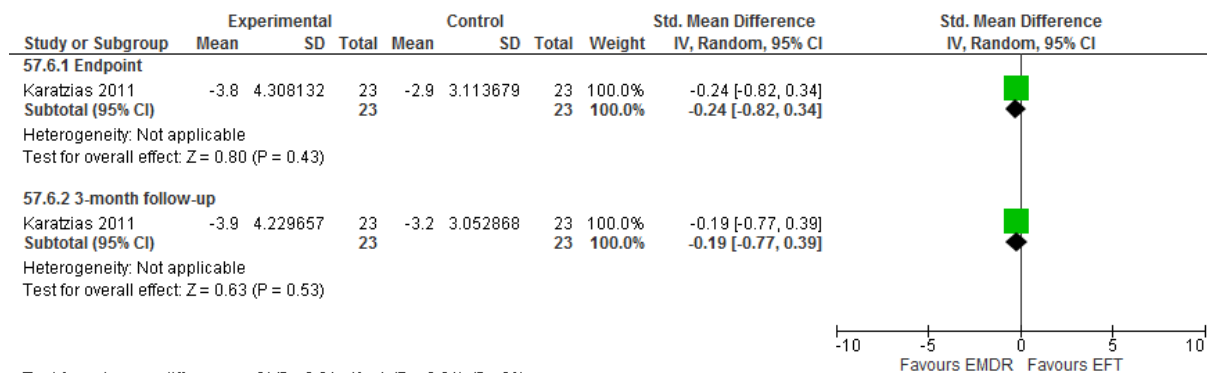 Experimental Control Std. Mean Difference Std. Mean Difference
Study or Subgroup Mean SD Total Mean SD Total Weight IV, Random, 95% CI IV, Random, 95% CI
57.6.1 Endpoint
Karatzias 2011 -3.8 4.308132 23 -2.9 3.113679 23 100.0% -0.24 [-0.82, 0.34]
Subtotal (95% CI) 23 23 100.0% -0.24 [-0.82, 0.34]
Heterogeneity: Not applicable
Test for overall effect: Z = 0.80 (P = 0.43)
57.6.2 3-month follow-up
Karatzias 2011 -3.9 4.229657 23 -3.2 3.052868 23 100.0% -0.19 [-0.77, 0.39]
Subtotal (95% CI) 23 23 100.0% -0.19 [-0.77, 0.39]
Heterogeneity: Not applicable
Test for overall effect: Z = 0.63 (P = 0.53)
-10 -5 0 5 10
Favours EMDR Favours EFT